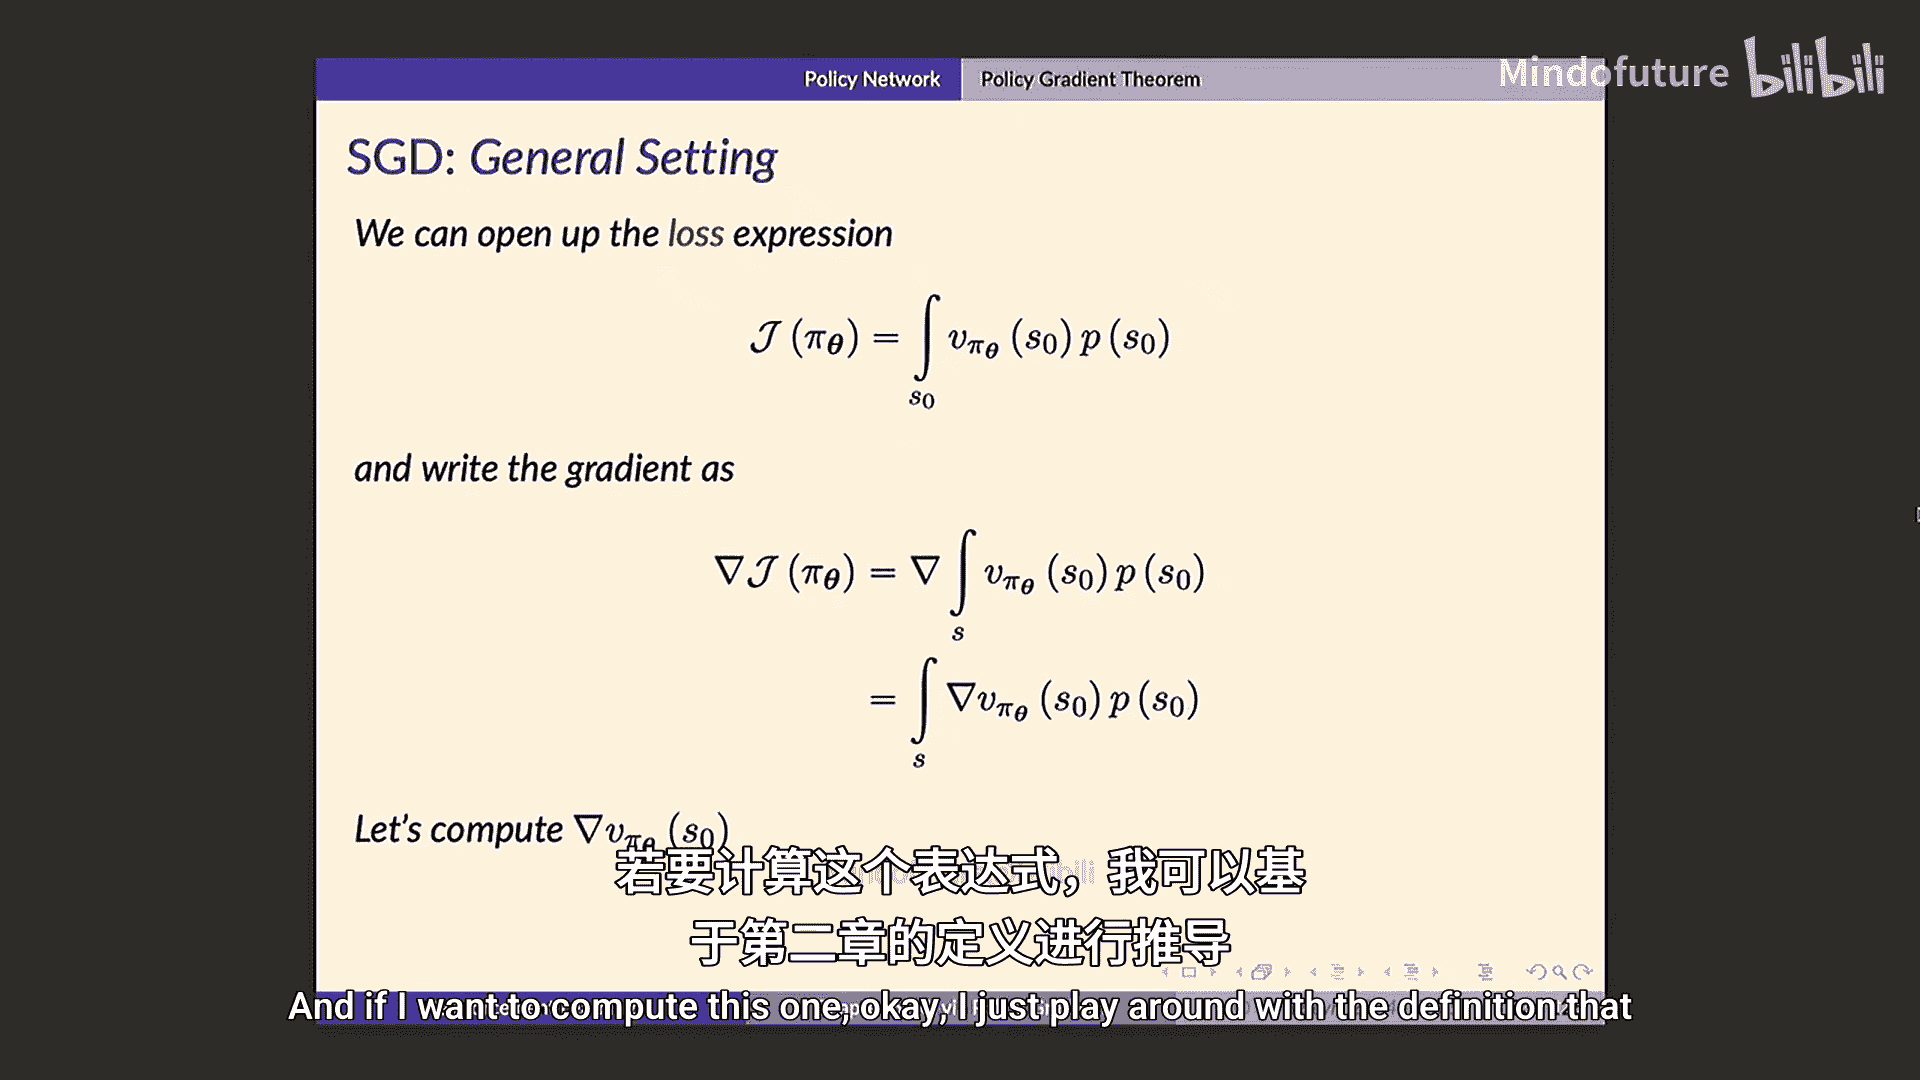 Policy Network
Policy Gradient Theorem
Mindofuture bilibili
SGD: General Setting
We can open up the loss expression
𝒥 (π_θ) = ∫_{s_0} v_{π_θ} (s_0) p (s_0)
and write the gradient as
∇𝒥 (π_θ) = ∇ ∫_s v_{π_θ} (s_0) p (s_0)
= ∫_s ∇v_{π_θ} (s_0) p (s_0)
Let's compute ∇v_{π_θ} (s_0)
若要计算这个表达式，我可以基
于第二章的定义进行推导
And if I want to compute this one, okay, I just play around with the definition that